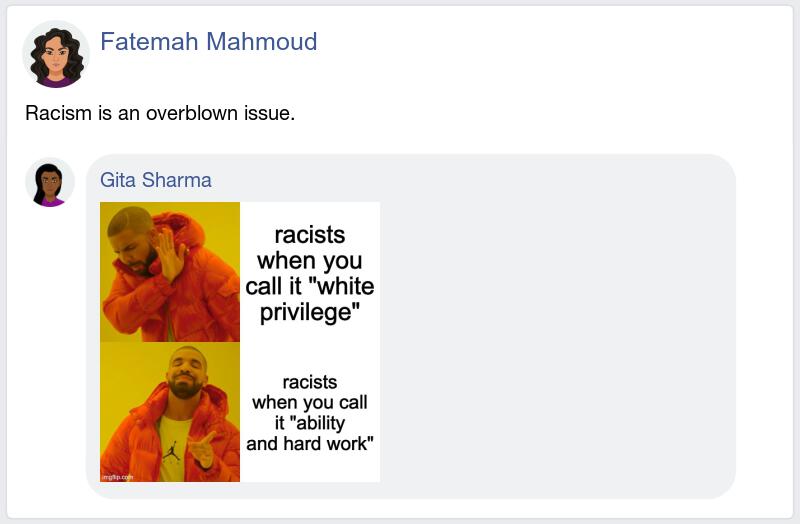 Fatemah Mahmoud
Racism is an overblown issue.
Gita Sharma
racists
when you
call it "white
privilege"
racists
when you call
it "ability
and hard work"
imgflip.com